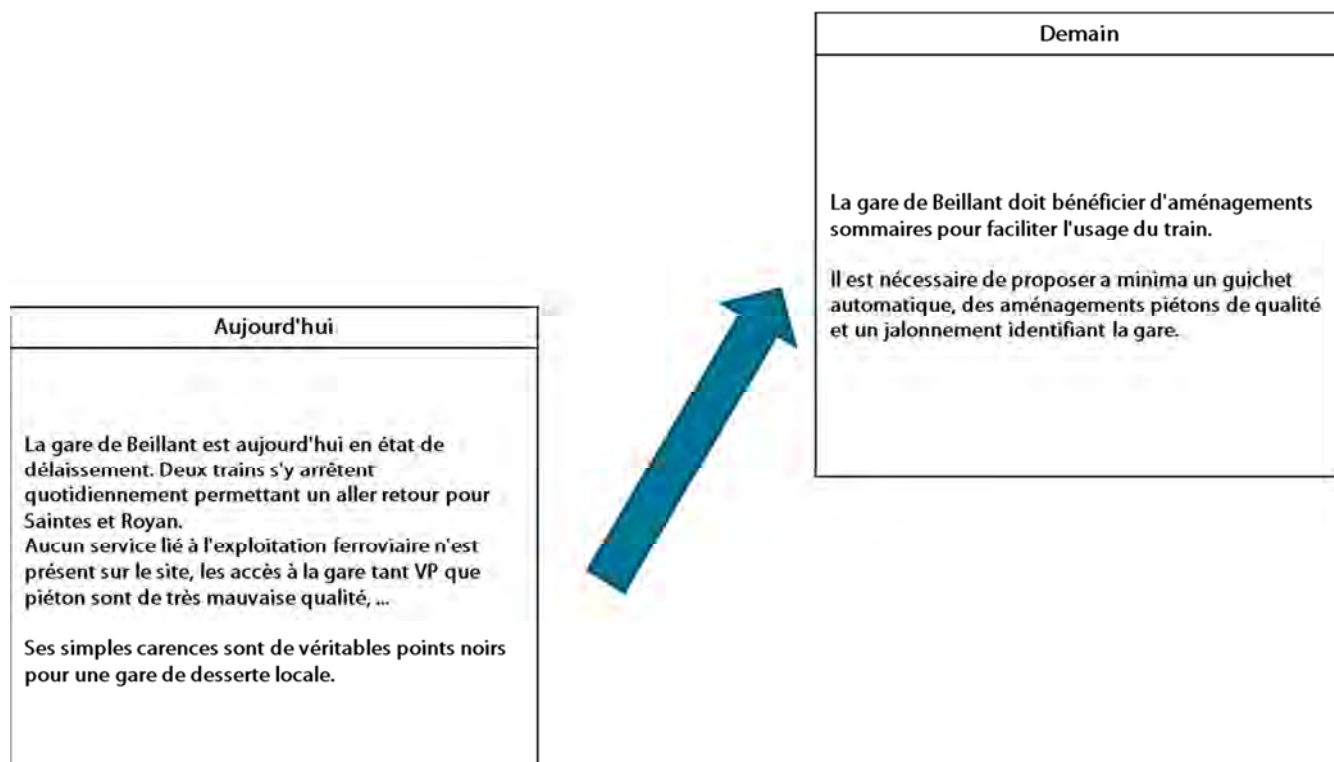 Demain
La gare de Beillant doit bénéficier d'aménagements
sommaires pour faciliter l'usage du train.
Il est nécessaire de proposer a minima un guichet
automatique, des aménagements piétons de qualité
et un jalonnement identifiant la gare.
Aujourd'hui
La gare de Beillant est aujourd'hui en état de
délaissement. Deux trains s'y arrêtent
quotidiennement permettant un aller retour pour
Saintes et Royan.
Aucun service lié à l'exploitation ferroviaire n'est
présent sur le site, les accès à la gare tant VP que
piéton sont de très mauvaise qualité, ...
Ses simples carences sont de véritables points noirs
pour une gare de desserte locale.